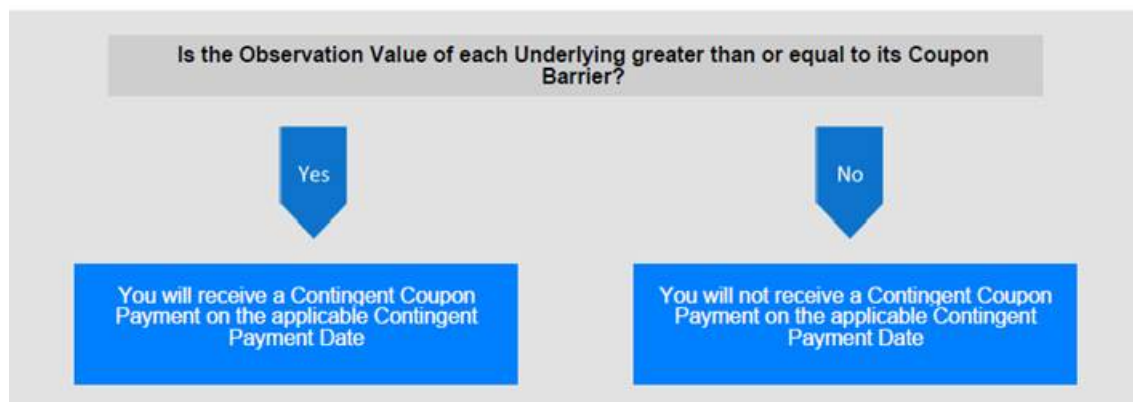 Is the Observation Value of each Underlying greater than or equal to its Coupon
Barrier?
Yes
No
You will receive a Contingent Coupon
Payment on the applicable Contingent
Payment Date
You will not receive a Contingent Coupon
Payment on the applicable Contingent
Payment Date